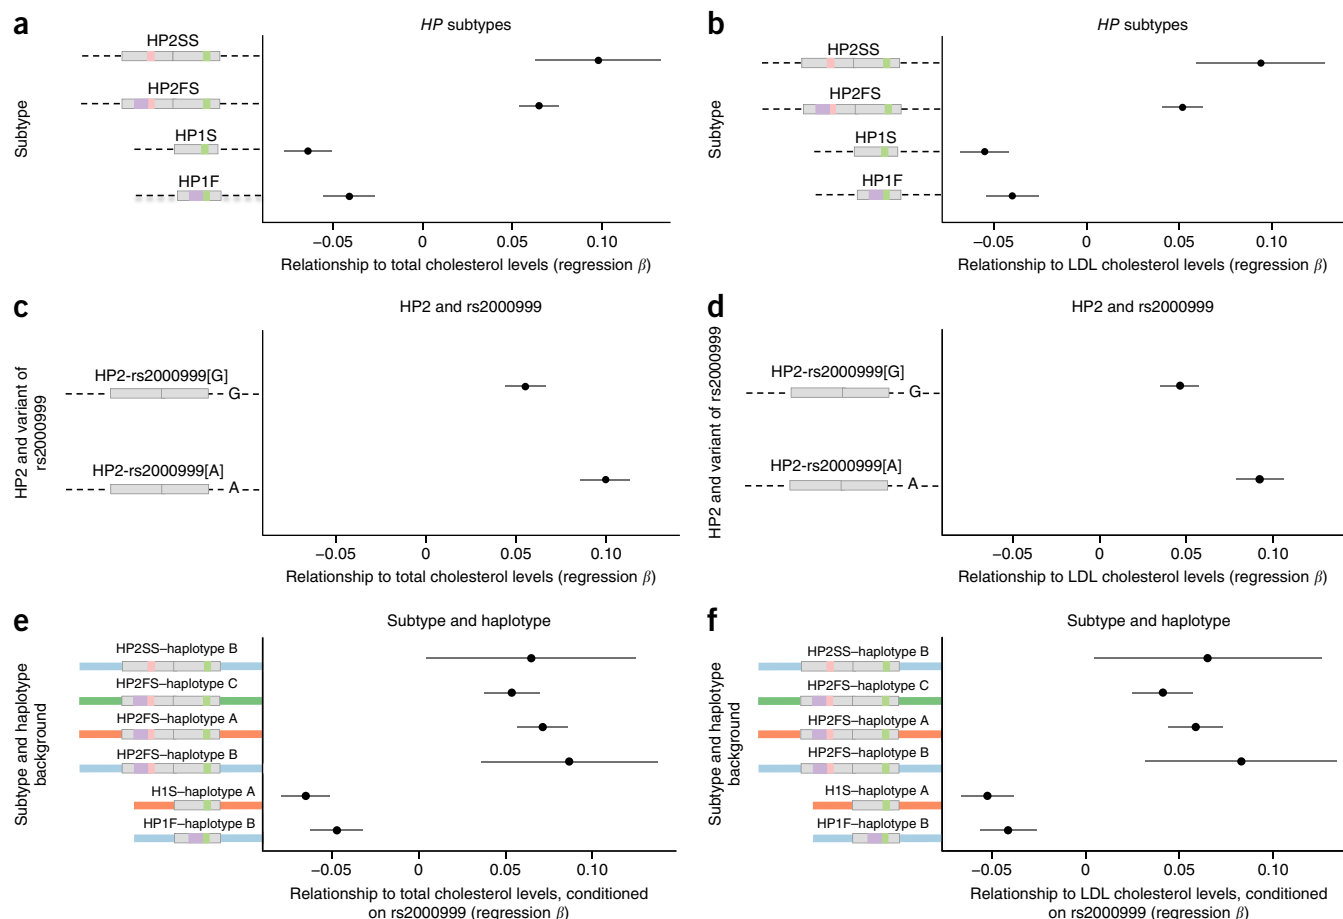 a
HP subtypes
Subtype
HP2SS
HP2FS
HP1S
HP1F
−0.05 0 0.05 0.10
Relationship to total cholesterol levels (regression β)
b
HP subtypes
Subtype
HP2SS
HP2FS
HP1S
HP1F
−0.05 0 0.05 0.10
Relationship to LDL cholesterol levels (regression β)
c
HP2 and rs2000999
HP2 and variant of
rs2000999
HP2-rs2000999[G]
G
HP2-rs2000999[A]
A
−0.05 0 0.05 0.10
Relationship to total cholesterol levels (regression β)
d
HP2 and rs2000999
HP2 and variant of rs2000999
HP2-rs2000999[G]
G
HP2-rs2000999[A]
A
−0.05 0 0.05 0.10
Relationship to LDL cholesterol levels (regression β)
e
Subtype and haplotype
Subtype and haplotype
background
HP2SS–haplotype B
HP2FS–haplotype C
HP2FS–haplotype A
HP2FS–haplotype B
H1S–haplotype A
HP1F–haplotype B
−0.05 0 0.05 0.10
Relationship to total cholesterol levels, conditioned
on rs2000999 (regression β)
f
Subtype and haplotype
Subtype and haplotype
background
HP2SS–haplotype B
HP2FS–haplotype C
HP2FS–haplotype A
HP2FS–haplotype B
H1S–haplotype A
HP1F–haplotype B
−0.05 0 0.05 0.10
Relationship to LDL cholesterol levels, conditioned
on rs2000999 (regression β)